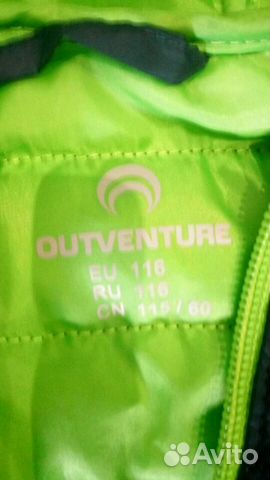 OUTVENTURE
EU 116
RU 116
CN 115 / 60
Avito